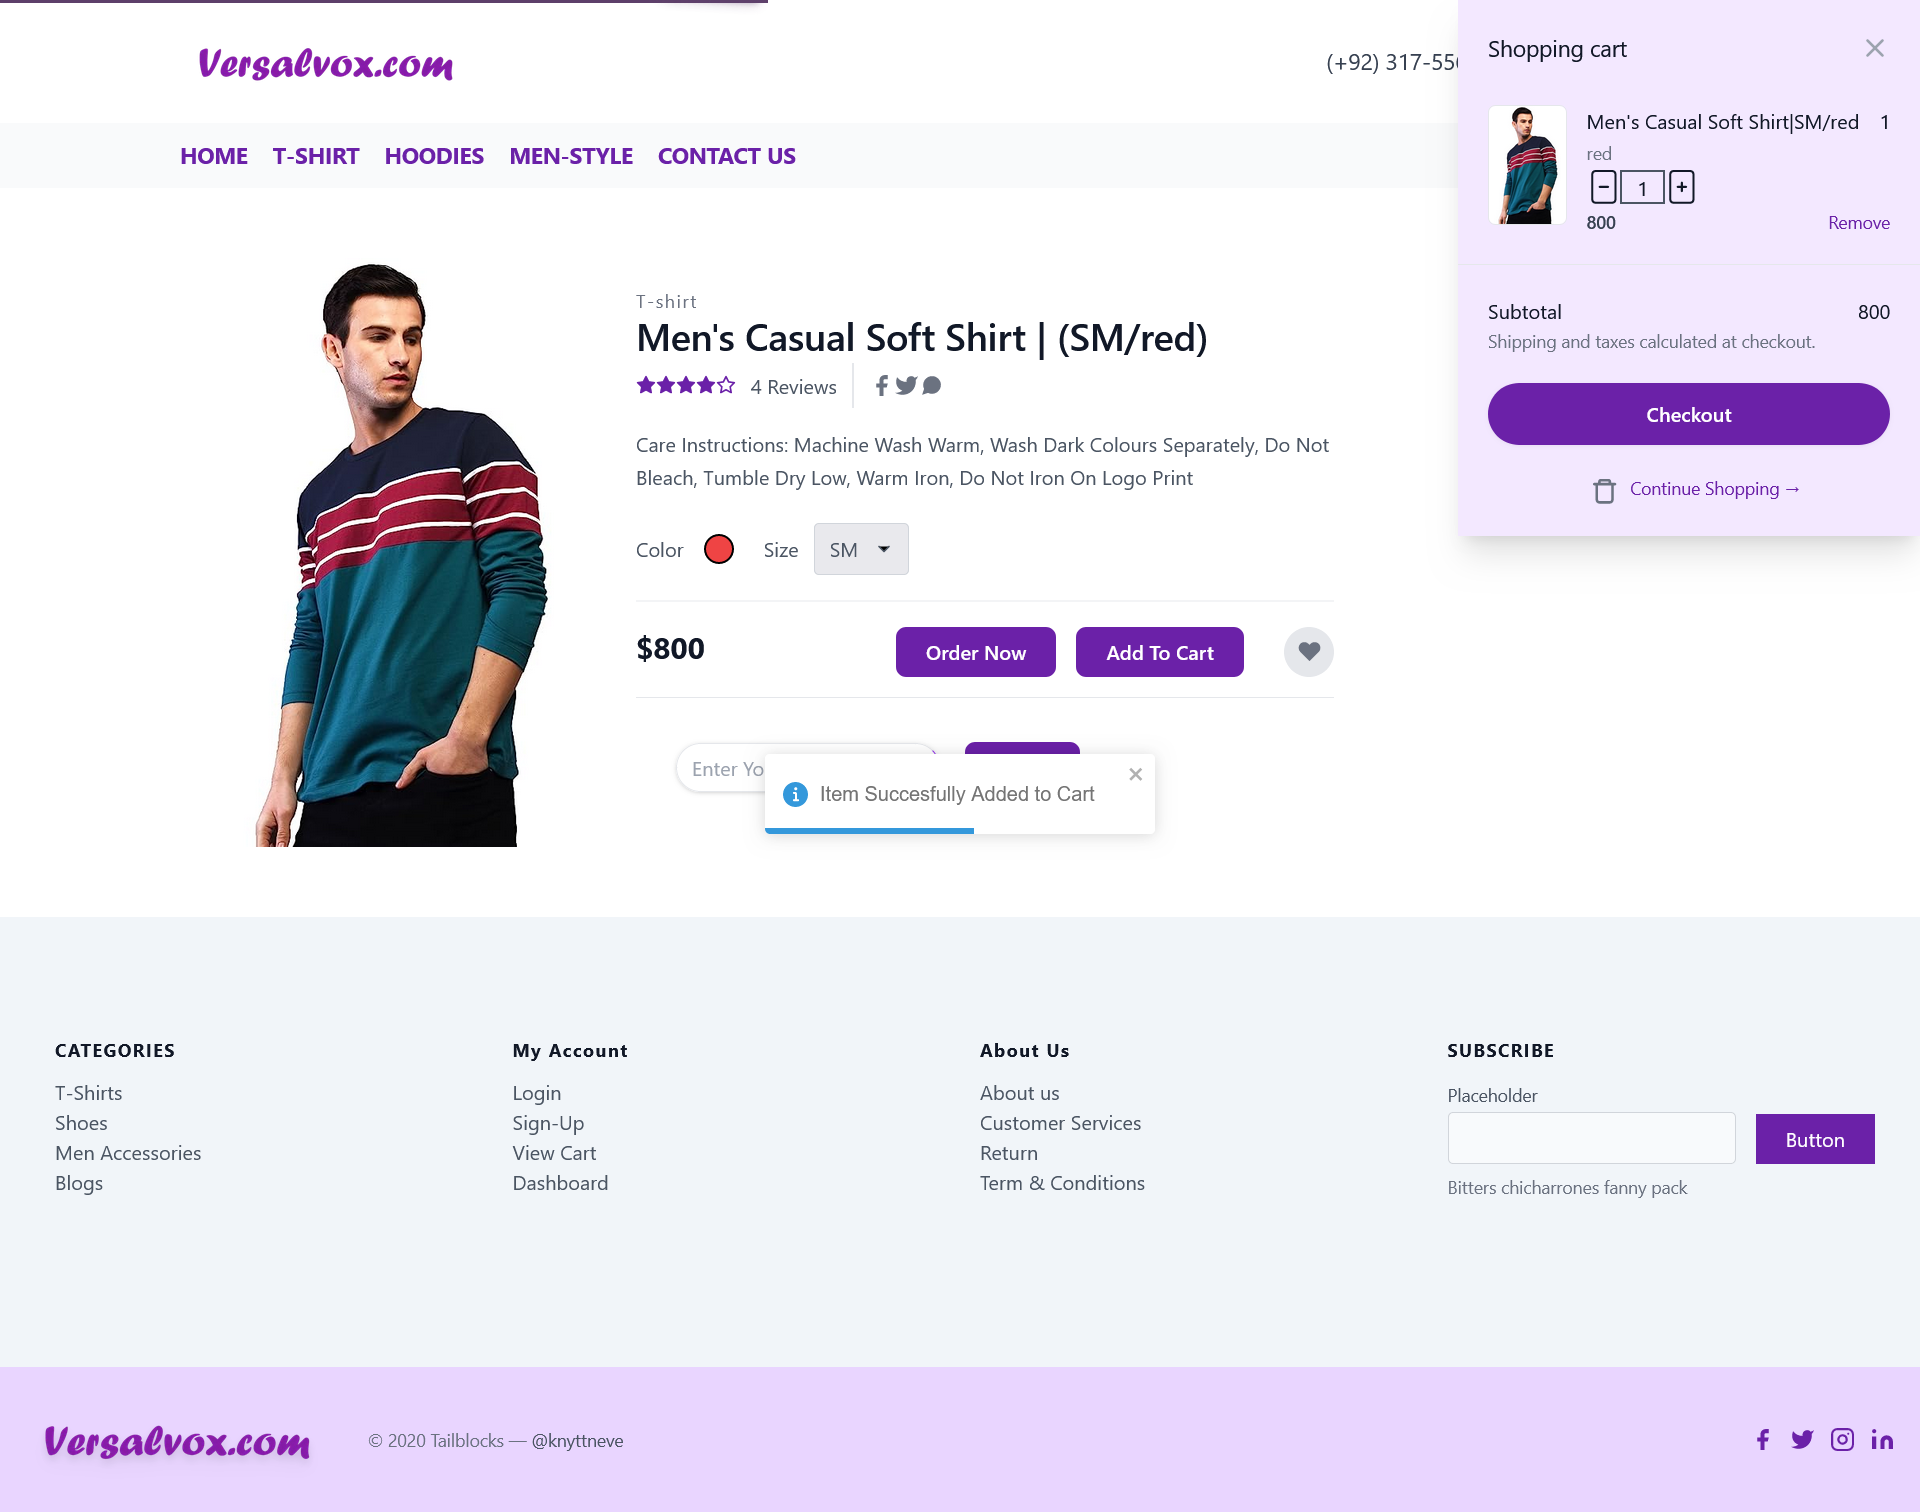 Versalvox.com
(+92) 317-556
HOME T-SHIRT HOODIES MEN-STYLE CONTACT US
Shopping cart
Men's Casual Soft Shirt|SM/red 1
red
1
800 Remove
Subtotal 800
Shipping and taxes calculated at checkout.
Checkout
Continue Shopping →
T-shirt
Men's Casual Soft Shirt | (SM/red)
4 Reviews
Care Instructions: Machine Wash Warm, Wash Dark Colours Separately, Do Not
Bleach, Tumble Dry Low, Warm Iron, Do Not Iron On Logo Print
Color Size SM
$800 Order Now Add To Cart
Enter Yo
Item Succesfully Added to Cart
CATEGORIES
T-Shirts
Shoes
Men Accessories
Blogs
My Account
Login
Sign-Up
View Cart
Dashboard
About Us
About us
Customer Services
Return
Term & Conditions
SUBSCRIBE
Placeholder
Button
Bitters chicharrones fanny pack
Versalvox.com
© 2020 Tailblocks — @knyttneve